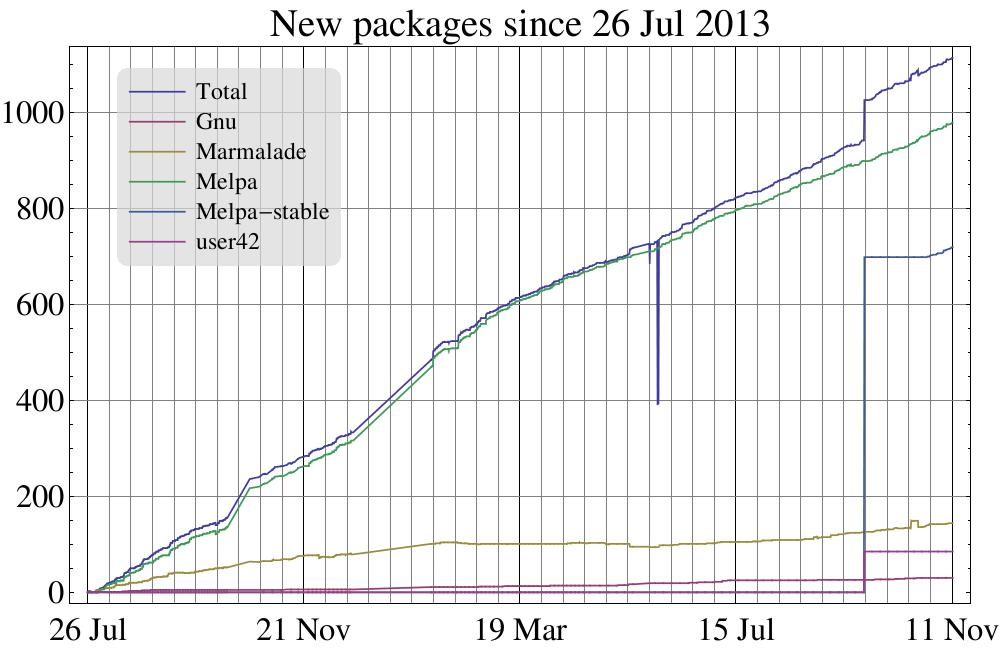 New packages since 26 Jul 2013
Total
Gnu
Marmalade
Melpa
Melpa−stable
user42
1000
800
600
400
200
0
26 Jul 21 Nov 19 Mar 15 Jul 11 Nov